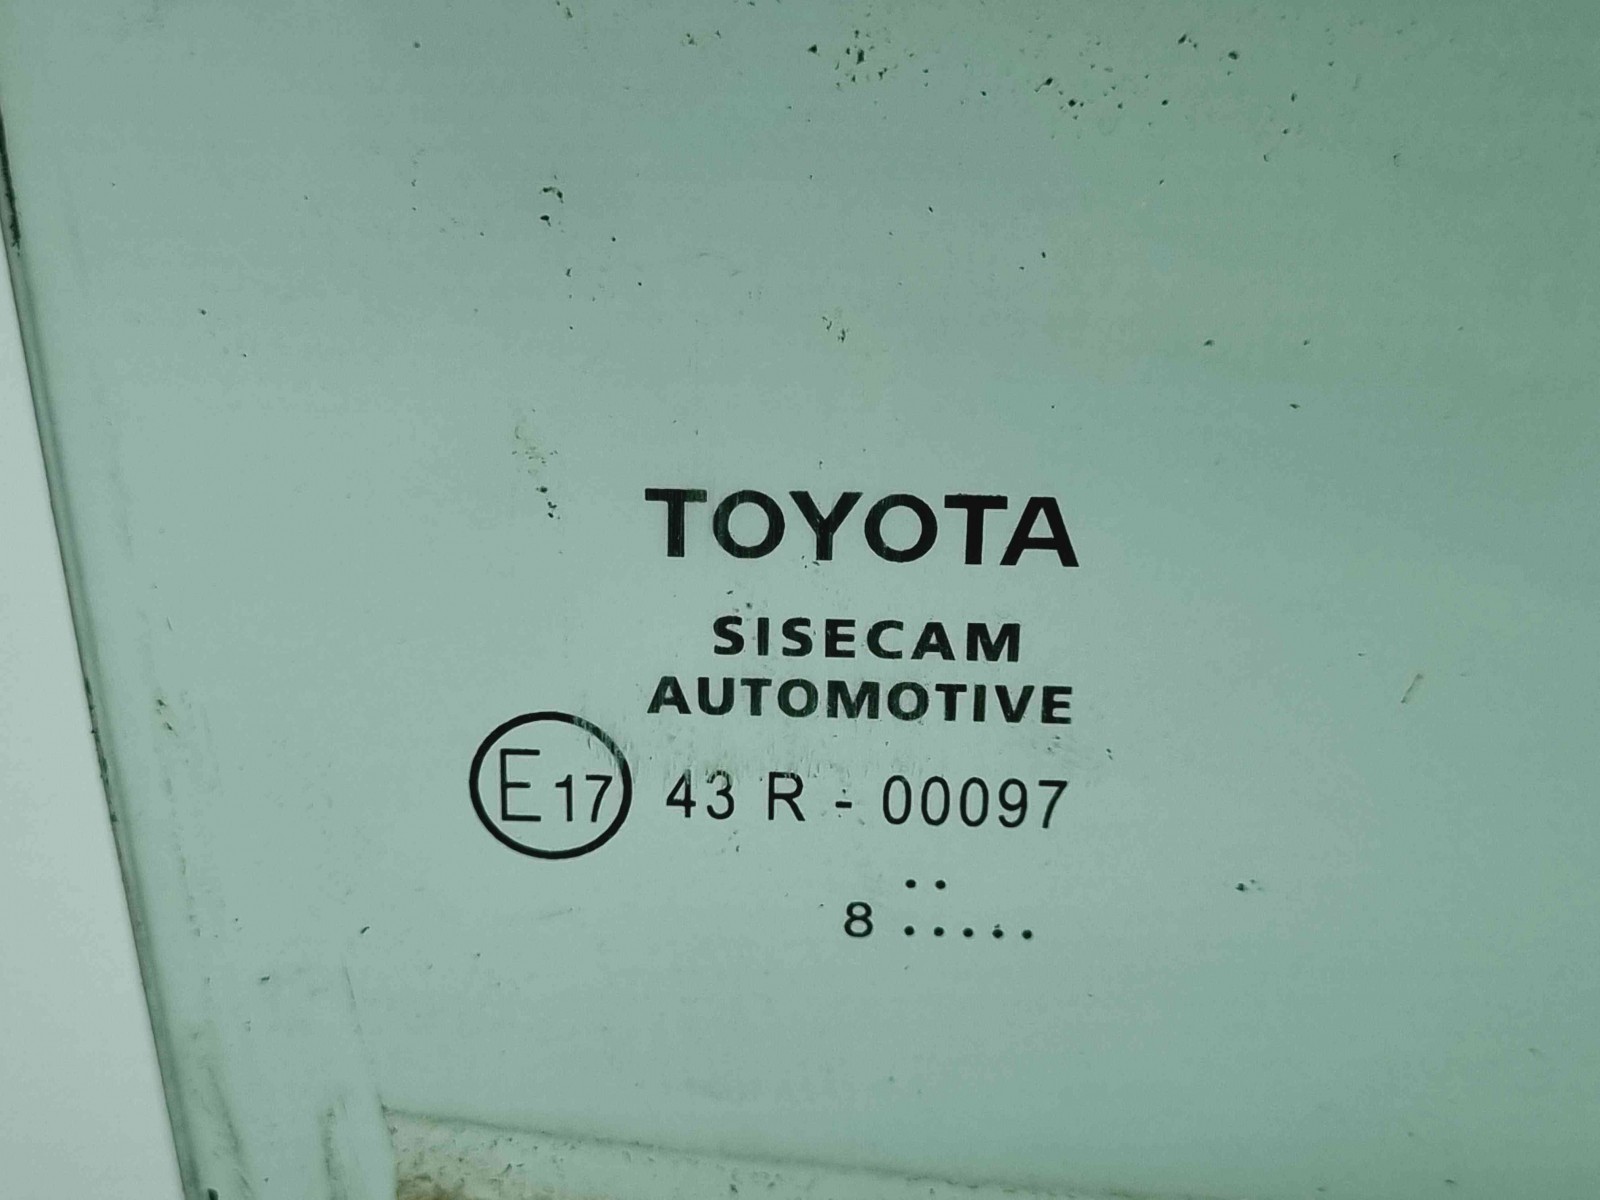 TOYOTA
SISECAM
AUTOMOTIVE
E17 43 R - 00097
..
8 .....